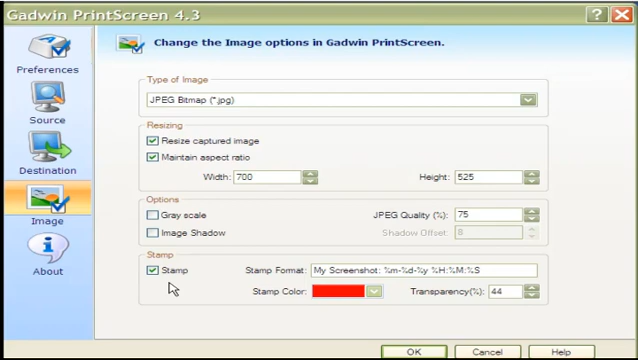 Gadwin PrintScreen 4.3
Preferences
Source
Destination
Image
About
Change the Image options in Gadwin PrintScreen.
Type of Image
JPEG Bitmap (*.jpg)
Resizing
Resize captured image
Maintain aspect ratio
Width: 700 Height: 525
Options
Gray scale JPEG Quality (%): 75
Image Shadow Shadow Offset: 8
Stamp
Stamp Stamp Format: My Screenshot: %m-%d-%y %H:%M:%S
Stamp Color: Transparency(%): 44
OK Cancel Help